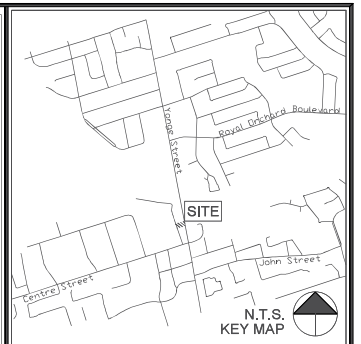 Yonge Street
Royal Orchard Boulevard
SITE
John Street
Centre Street
N.T.S.
KEY MAP